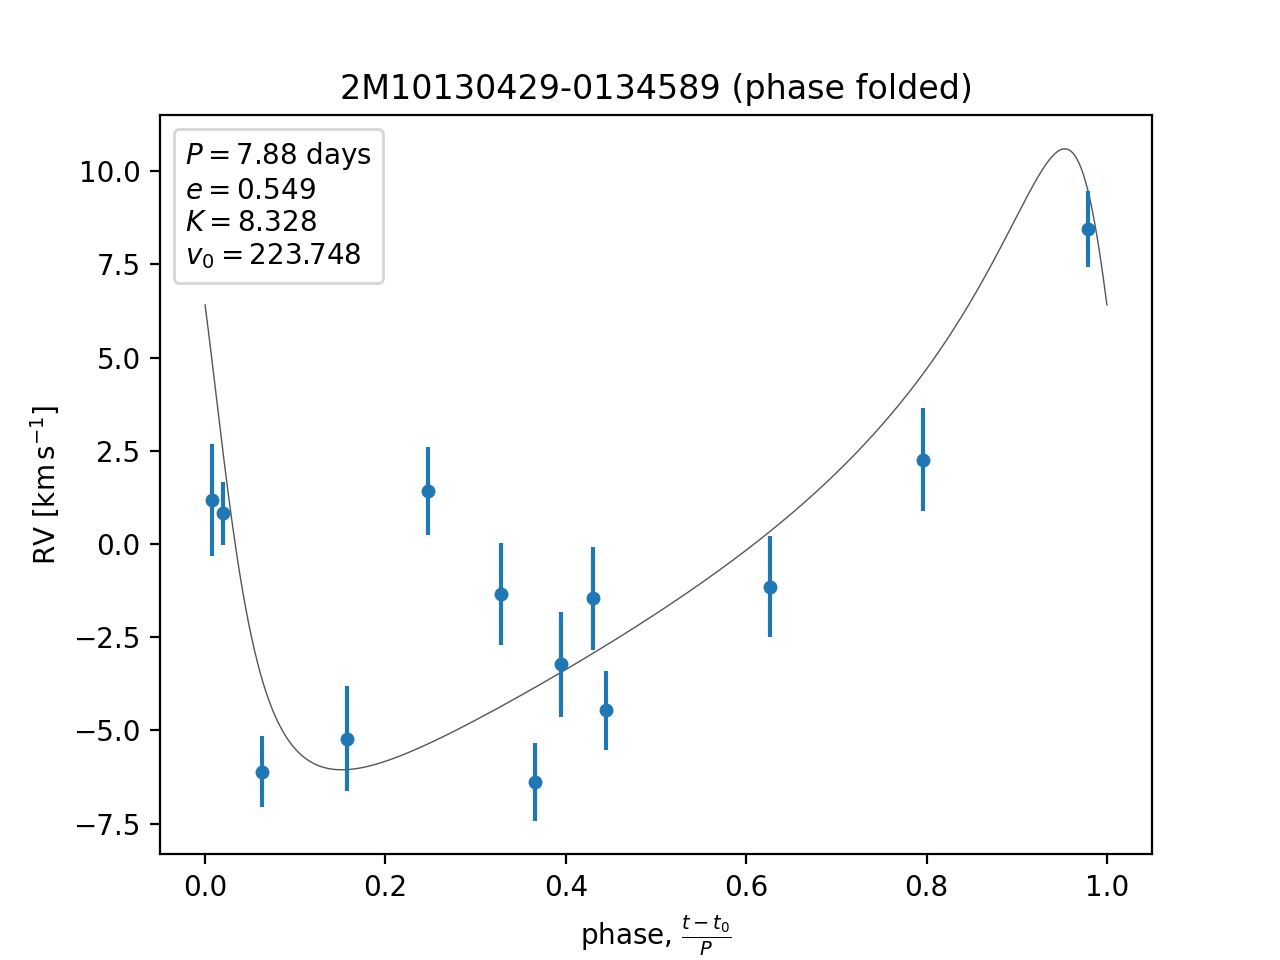 2M10130429-0134589 (phase folded)
P = 7.88 days
e = 0.549
K = 8.328
v₀ = 223.748
10.0
7.5
5.0
2.5
0.0
−2.5
−5.0
−7.5
RV [km s⁻¹]
0.0 0.2 0.4 0.6 0.8 1.0
phase, (t − t₀)/P